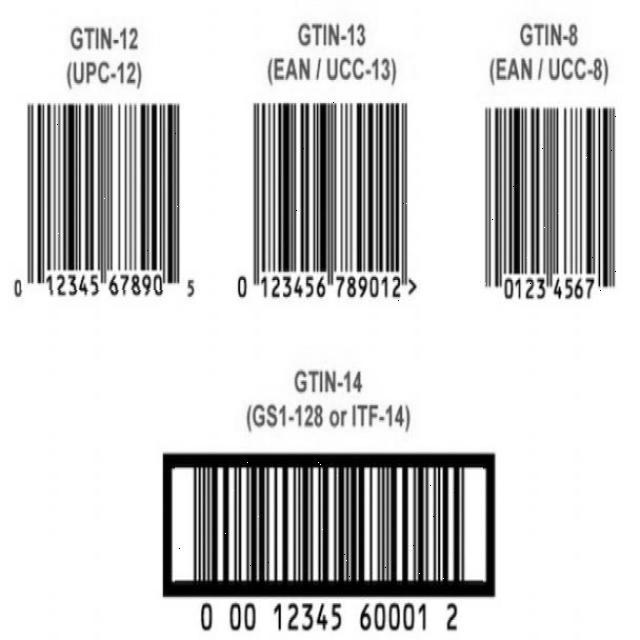 GTIN-12
(UPC-12)
0 12345 67890 5
GTIN-13
(EAN / UCC-13)
0 123456 789012 >
GTIN-8
(EAN / UCC-8)
0123 4567
GTIN-14
(GS1-128 or ITF-14)
0 00 12345 60001 2